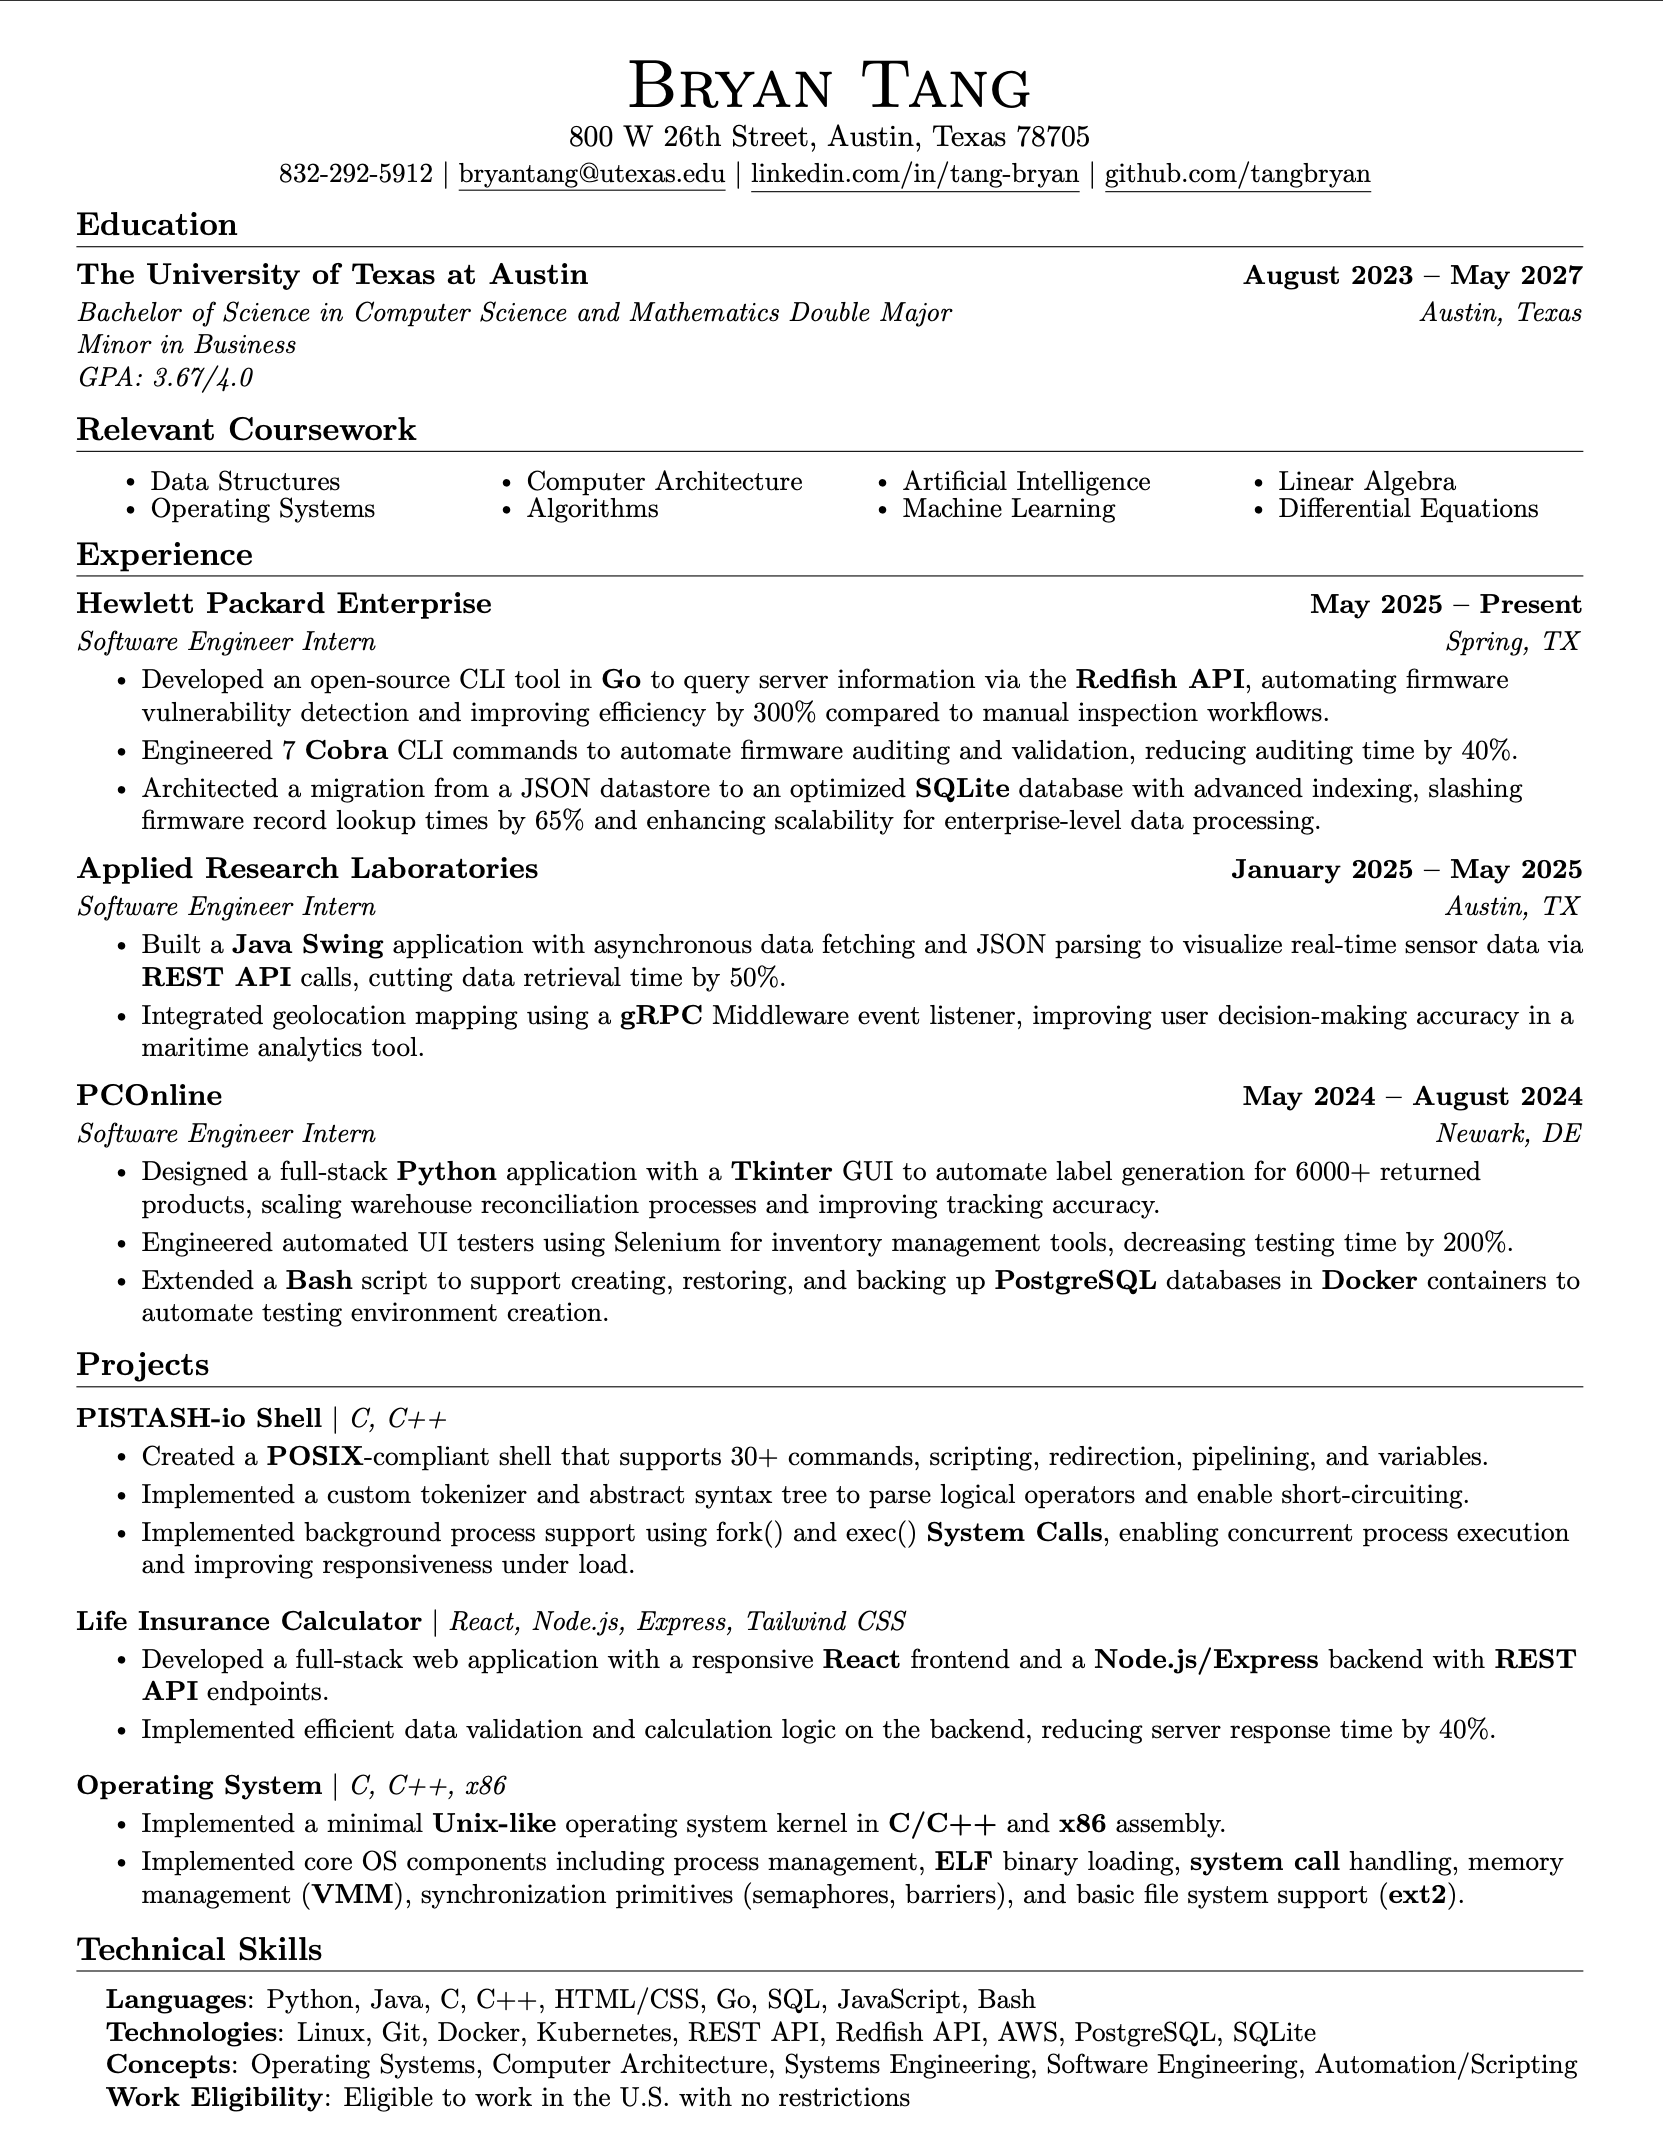 Bryan Tang
800 W 26th Street, Austin, Texas 78705
832-292-5912 | bryantang@utexas.edu | linkedin.com/in/tang-bryan | github.com/tangbryan
Education
The University of Texas at Austin August 2023 – May 2027
Bachelor of Science in Computer Science and Mathematics Double Major Austin, Texas
Minor in Business
GPA: 3.67/4.0
Relevant Coursework
• Data Structures • Computer Architecture • Artificial Intelligence • Linear Algebra
• Operating Systems • Algorithms • Machine Learning • Differential Equations
Experience
Hewlett Packard Enterprise May 2025 – Present
Software Engineer Intern Spring, TX
• Developed an open-source CLI tool in Go to query server information via the Redfish API, automating firmware
vulnerability detection and improving efficiency by 300% compared to manual inspection workflows.
• Engineered 7 Cobra CLI commands to automate firmware auditing and validation, reducing auditing time by 40%.
• Architected a migration from a JSON datastore to an optimized SQLite database with advanced indexing, slashing
firmware record lookup times by 65% and enhancing scalability for enterprise-level data processing.
Applied Research Laboratories January 2025 – May 2025
Software Engineer Intern Austin, TX
• Built a Java Swing application with asynchronous data fetching and JSON parsing to visualize real-time sensor data via
REST API calls, cutting data retrieval time by 50%.
• Integrated geolocation mapping using a gRPC Middleware event listener, improving user decision-making accuracy in a
maritime analytics tool.
PCOnline May 2024 – August 2024
Software Engineer Intern Newark, DE
• Designed a full-stack Python application with a Tkinter GUI to automate label generation for 6000+ returned
products, scaling warehouse reconciliation processes and improving tracking accuracy.
• Engineered automated UI testers using Selenium for inventory management tools, decreasing testing time by 200%.
• Extended a Bash script to support creating, restoring, and backing up PostgreSQL databases in Docker containers to
automate testing environment creation.
Projects
PISTASH-io Shell | C, C++
• Created a POSIX-compliant shell that supports 30+ commands, scripting, redirection, pipelining, and variables.
• Implemented a custom tokenizer and abstract syntax tree to parse logical operators and enable short-circuiting.
• Implemented background process support using fork() and exec() System Calls, enabling concurrent process execution
and improving responsiveness under load.
Life Insurance Calculator | React, Node.js, Express, Tailwind CSS
• Developed a full-stack web application with a responsive React frontend and a Node.js/Express backend with REST
API endpoints.
• Implemented efficient data validation and calculation logic on the backend, reducing server response time by 40%.
Operating System | C, C++, x86
• Implemented a minimal Unix-like operating system kernel in C/C++ and x86 assembly.
• Implemented core OS components including process management, ELF binary loading, system call handling, memory
management (VMM), synchronization primitives (semaphores, barriers), and basic file system support (ext2).
Technical Skills
Languages: Python, Java, C, C++, HTML/CSS, Go, SQL, JavaScript, Bash
Technologies: Linux, Git, Docker, Kubernetes, REST API, Redfish API, AWS, PostgreSQL, SQLite
Concepts: Operating Systems, Computer Architecture, Systems Engineering, Software Engineering, Automation/Scripting
Work Eligibility: Eligible to work in the U.S. with no restrictions